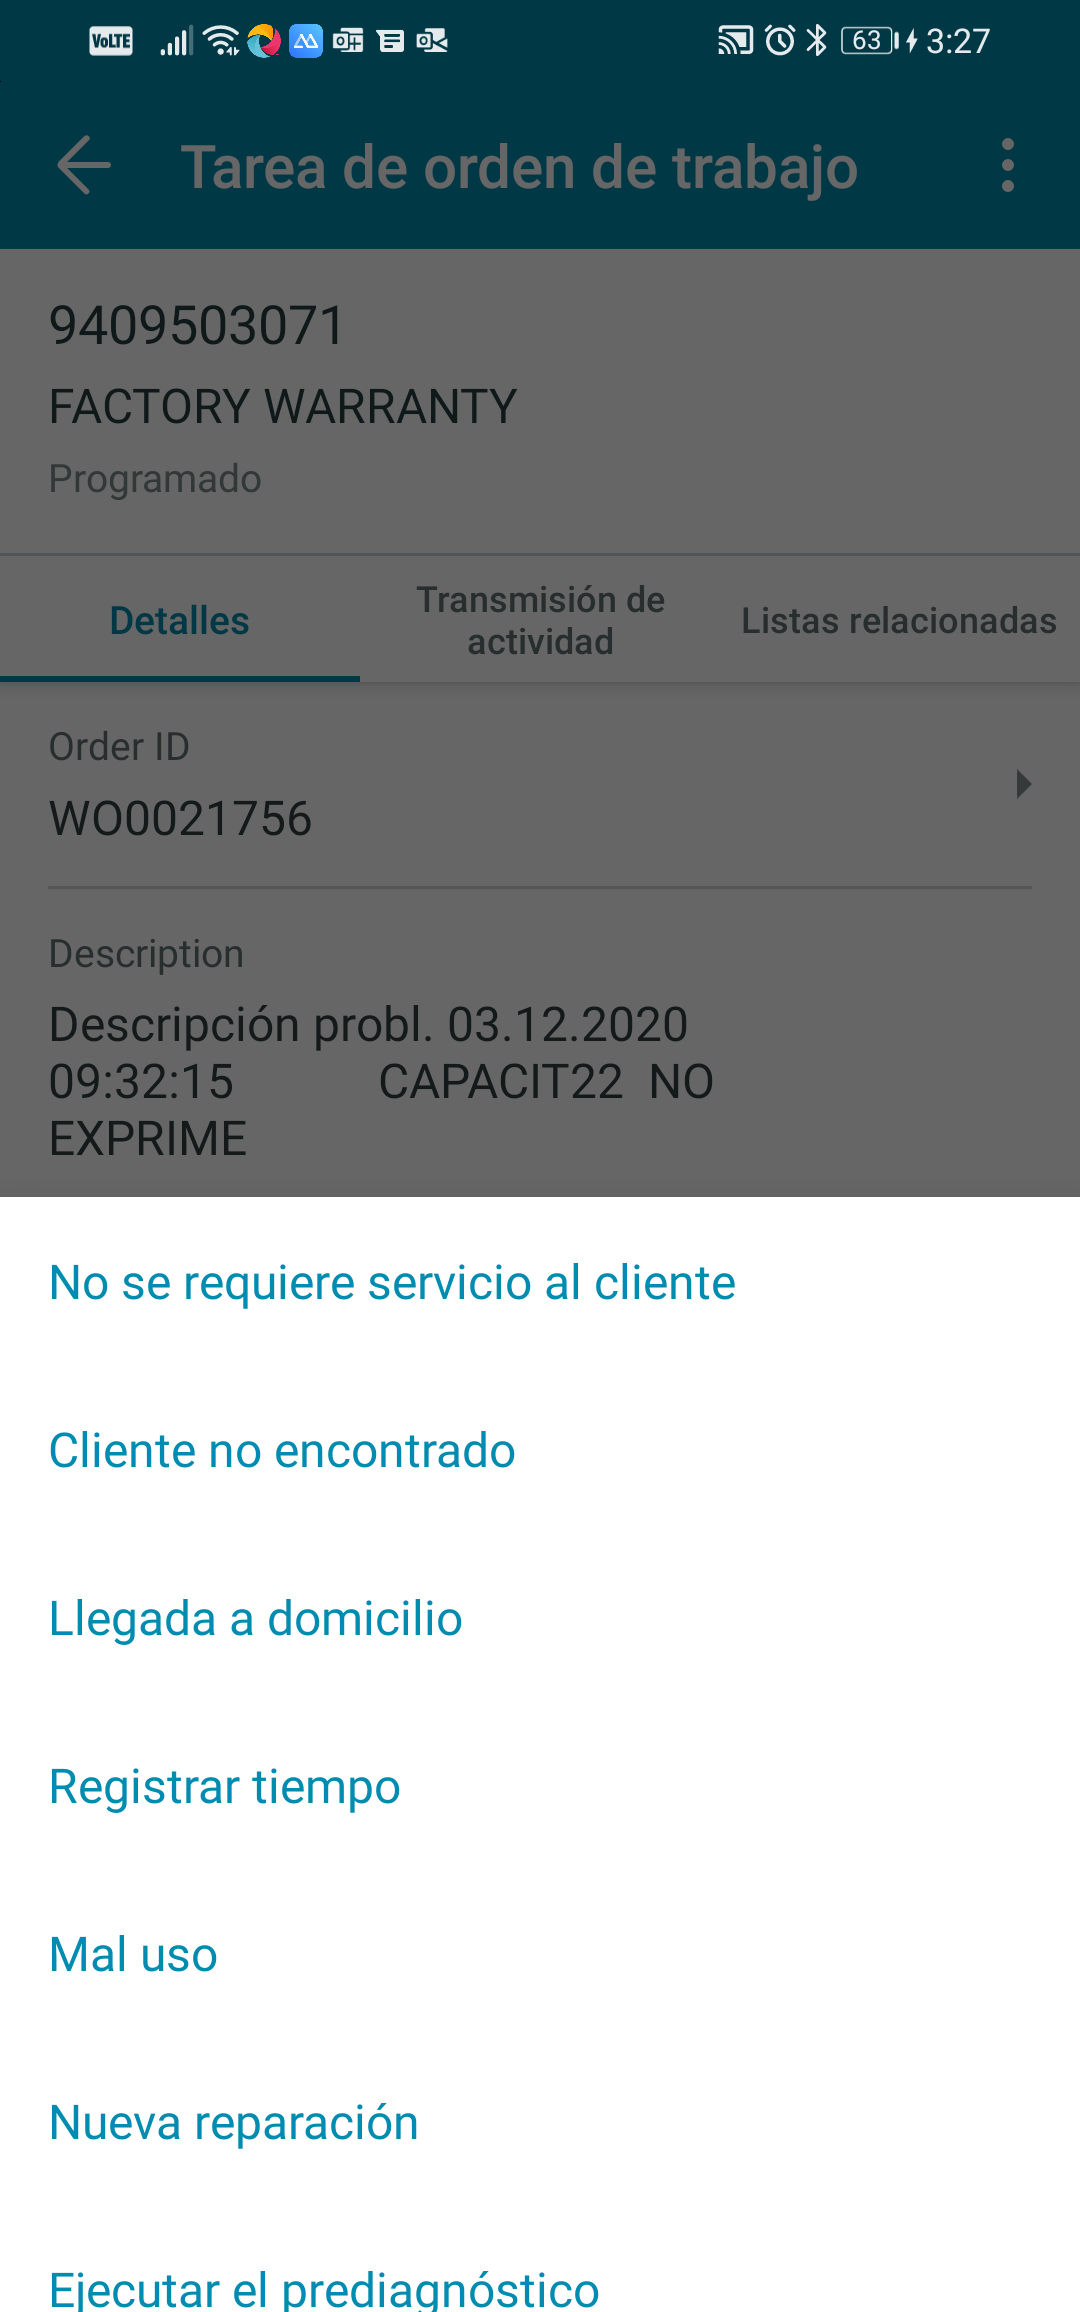 VoLTE 63 3:27
Tarea de orden de trabajo
9409503071
FACTORY WARRANTY
Programado
Detalles
Transmisión de
actividad
Listas relacionadas
Order ID
WO0021756
Description
Descripción probl. 03.12.2020
09:32:15 CAPACIT22 NO
EXPRIME
No se requiere servicio al cliente
Cliente no encontrado
Llegada a domicilio
Registrar tiempo
Mal uso
Nueva reparación
Ejecutar el prediagnóstico